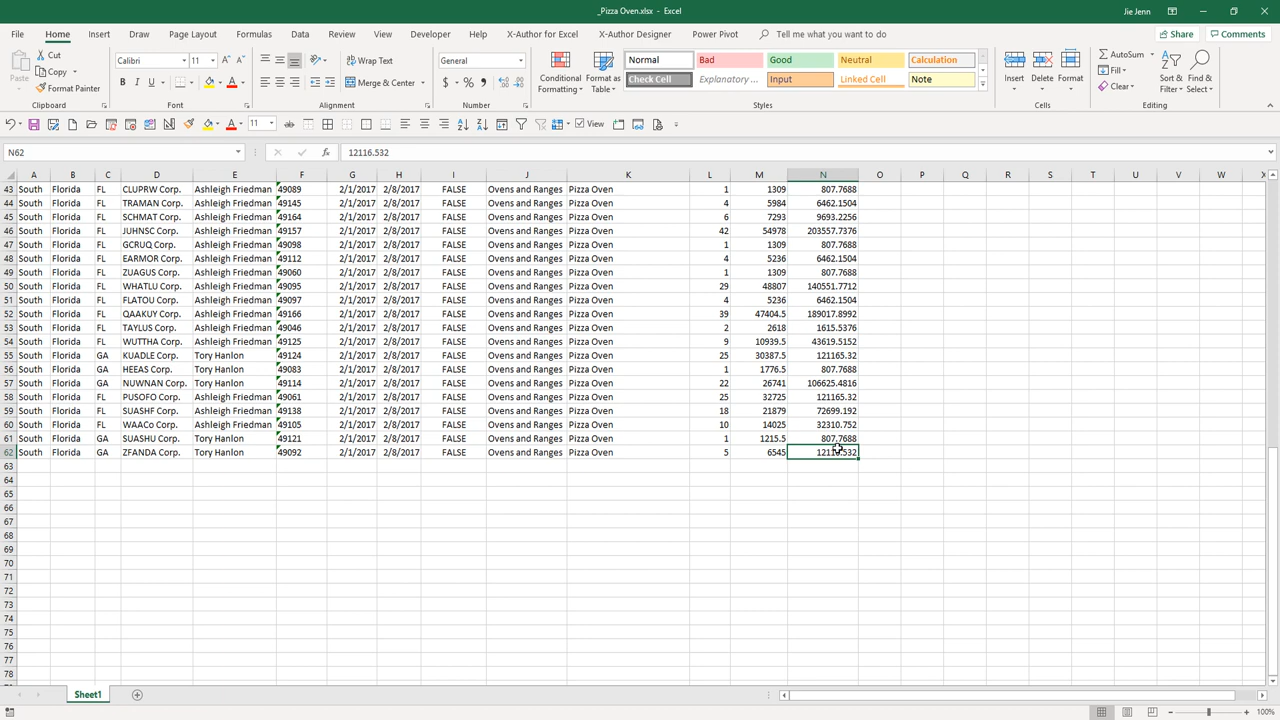 _Pizza Oven.xlsx - Excel
Jie Jenn
File Home Insert Draw Page Layout Formulas Data Review View Developer Help X-Author for Excel X-Author Designer Power Pivot Tell me what you want to do Share Comments
Paste Cut Copy Format Painter Clipboard
Calibri 11 B I U Font
Wrap Text Merge & Center Alignment
General $ % , Number
Conditional Formatting Format as Table Normal Bad Good Neutral Calculation
Check Cell Explanatory ... Input Linked Cell Note Styles
Insert Delete Format Cells
AutoSum Fill Clear Sort & Filter Find & Select Editing
11 View Side by Side
N62 fx 12116.532
A B C D E F G H I J K L M N O P Q R S T U V W X
43 South Florida FL CLUPRW Corp. Ashleigh Friedman 49089 2/1/2017 2/8/2017 FALSE Ovens and Ranges Pizza Oven 1 1309 807.7688
44 South Florida FL TRAMAN Corp. Ashleigh Friedman 49145 2/1/2017 2/8/2017 FALSE Ovens and Ranges Pizza Oven 4 5984 6462.1504
45 South Florida FL SCHMAT Corp. Ashleigh Friedman 49164 2/1/2017 2/8/2017 FALSE Ovens and Ranges Pizza Oven 6 7293 9693.2256
46 South Florida FL JUHNSC Corp. Ashleigh Friedman 49157 2/1/2017 2/8/2017 FALSE Ovens and Ranges Pizza Oven 42 54978 203557.7376
47 South Florida FL GCRUQ Corp. Ashleigh Friedman 49098 2/1/2017 2/8/2017 FALSE Ovens and Ranges Pizza Oven 1 1309 807.7688
48 South Florida FL EARMOR Corp. Ashleigh Friedman 49112 2/1/2017 2/8/2017 FALSE Ovens and Ranges Pizza Oven 4 5236 6462.1504
49 South Florida FL ZUAGUS Corp. Ashleigh Friedman 49060 2/1/2017 2/8/2017 FALSE Ovens and Ranges Pizza Oven 1 1309 807.7688
50 South Florida FL WHATLU Corp. Ashleigh Friedman 49095 2/1/2017 2/8/2017 FALSE Ovens and Ranges Pizza Oven 29 48807 140551.7712
51 South Florida FL FLATOU Corp. Ashleigh Friedman 49097 2/1/2017 2/8/2017 FALSE Ovens and Ranges Pizza Oven 4 5236 6462.1504
52 South Florida FL QAAKUY Corp. Ashleigh Friedman 49166 2/1/2017 2/8/2017 FALSE Ovens and Ranges Pizza Oven 39 47404.5 189017.8992
53 South Florida FL TAYLUS Corp. Ashleigh Friedman 49046 2/1/2017 2/8/2017 FALSE Ovens and Ranges Pizza Oven 2 2618 1615.5376
54 South Florida FL WUTTHA Corp. Ashleigh Friedman 49125 2/1/2017 2/8/2017 FALSE Ovens and Ranges Pizza Oven 9 10939.5 43619.5152
55 South Florida GA KUADLE Corp. Tory Hanlon 49124 2/1/2017 2/8/2017 FALSE Ovens and Ranges Pizza Oven 25 30387.5 121165.32
56 South Florida GA HEEAS Corp. Tory Hanlon 49083 2/1/2017 2/8/2017 FALSE Ovens and Ranges Pizza Oven 1 1776.5 807.7688
57 South Florida GA NUWNAN Corp. Tory Hanlon 49114 2/1/2017 2/8/2017 FALSE Ovens and Ranges Pizza Oven 22 26741 106625.4816
58 South Florida FL PUSOFO Corp. Ashleigh Friedman 49061 2/1/2017 2/8/2017 FALSE Ovens and Ranges Pizza Oven 25 32725 121165.32
59 South Florida FL SUASHF Corp. Ashleigh Friedman 49138 2/1/2017 2/8/2017 FALSE Ovens and Ranges Pizza Oven 18 21879 72699.192
60 South Florida FL WAACo Corp. Ashleigh Friedman 49105 2/1/2017 2/8/2017 FALSE Ovens and Ranges Pizza Oven 10 14025 32310.752
61 South Florida GA SUASHU Corp. Tory Hanlon 49121 2/1/2017 2/8/2017 FALSE Ovens and Ranges Pizza Oven 1 1215.5 807.7688
62 South Florida GA ZFANDA Corp. Tory Hanlon 49092 2/1/2017 2/8/2017 FALSE Ovens and Ranges Pizza Oven 5 6545 12116.532
63
64
65
66
67
68
69
70
71
72
73
74
75
76
77
78
Sheet1
100%